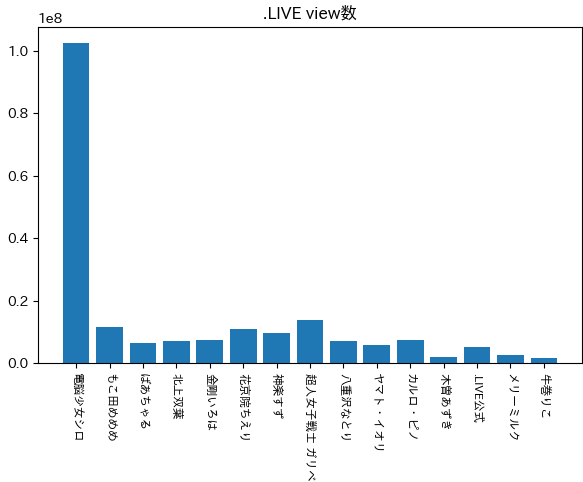 .LIVE view数
1e8
1.0
0.8
0.6
0.4
0.2
0.0
電脳少女シロ
もこ田めめめ
ばあちゃる
北上双葉
金剛いろは
花京院ちえり
神楽すず
超人女子戦士 ガリベ
八重沢なとり
ヤマト・イオリ
カルロ・ピノ
木曽あずき
.LIVE公式
メリーミルク
牛巻りこ